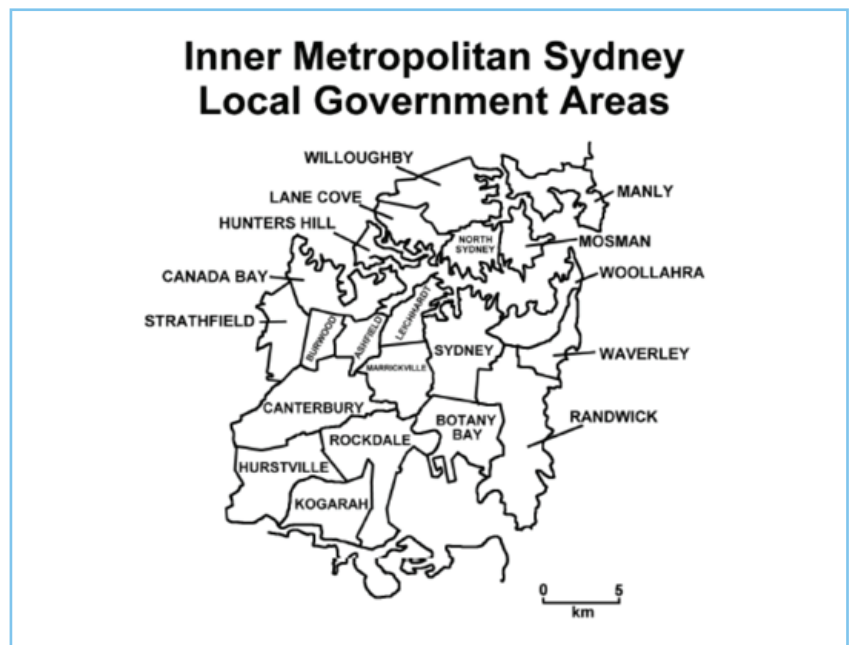 Inner Metropolitan Sydney
Local Government Areas
WILLOUGHBY
LANE COVE
MANLY
HUNTERS HILL
NORTH
SYDNEY
MOSMAN
CANADA BAY
WOOLLAHRA
STRATHFIELD
BURWOOD
ASHFIELD
LEICHHARDT
SYDNEY
WAVERLEY
MARRICKVILLE
CANTERBURY
RANDWICK
BOTANY
BAY
ROCKDALE
HURSTVILLE
KOGARAH
0 5
km